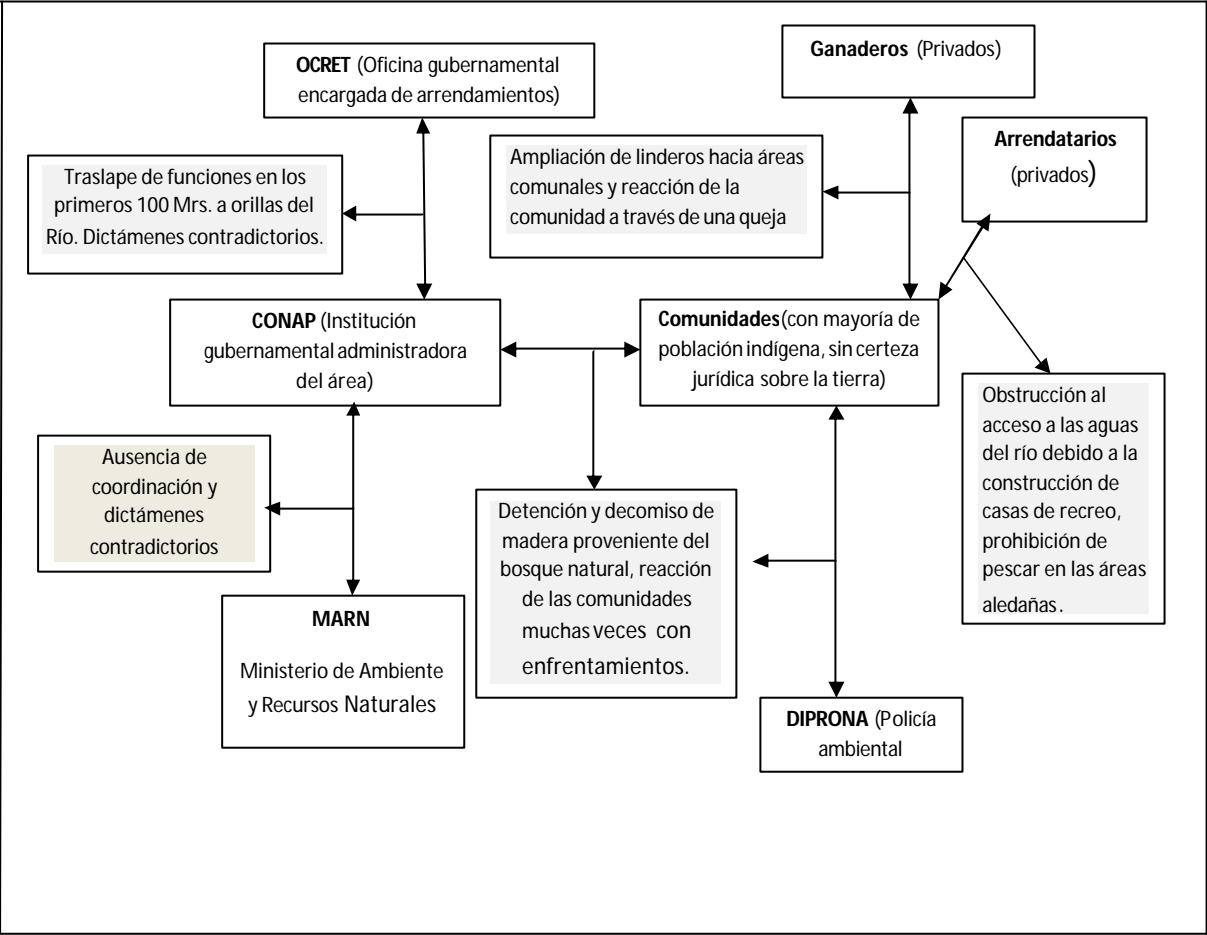 OCRET (Oficina gubernamental
encargada de arrendamientos)
Ganaderos (Privados)
Arrendatarios
(privados)
Traslape de funciones en los
primeros 100 Mrs. a orillas del
Río. Dictámenes contradictorios.
Ampliación de linderos hacia áreas
comunales y reacción de la
comunidad a través de una queja
CONAP (Institución
gubernamental administradora
del área)
Comunidades(con mayoría de
población indígena, sin certeza
jurídica sobre la tierra)
Obstrucción al
acceso a las aguas
del río debido a la
construcción de
casas de recreo,
prohibición de
pescar en las áreas
aledañas.
Ausencia de
coordinación y
dictámenes
contradictorios
Detención y decomiso de
madera proveniente del
bosque natural, reacción
de las comunidades
muchas veces con
enfrentamientos.
MARN
Ministerio de Ambiente
y Recursos Naturales
DIPRONA (Policía
ambiental